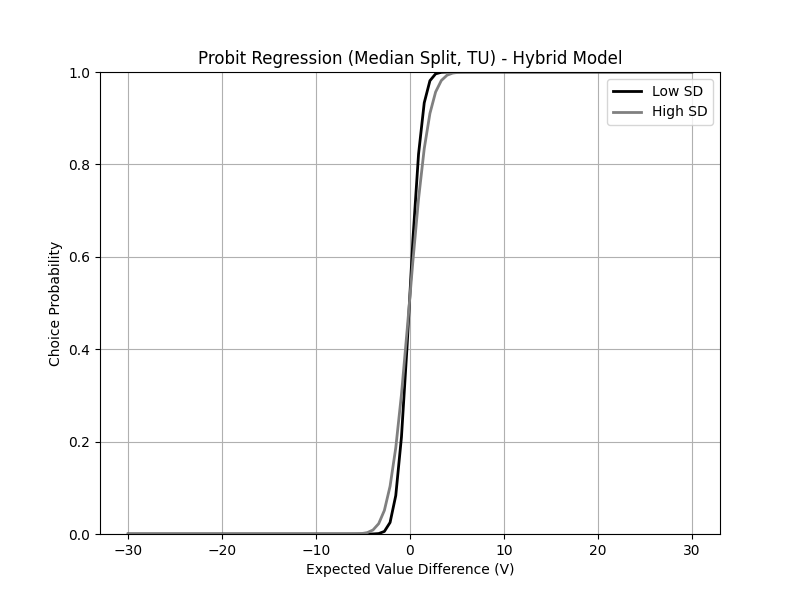 Probit Regression (Median Split, TU) - Hybrid Model
1.0
0.8
0.6
0.4
0.2
0.0
Choice Probability
Low SD
High SD
−30
−20
−10
0
10
20
30
Expected Value Difference (V)